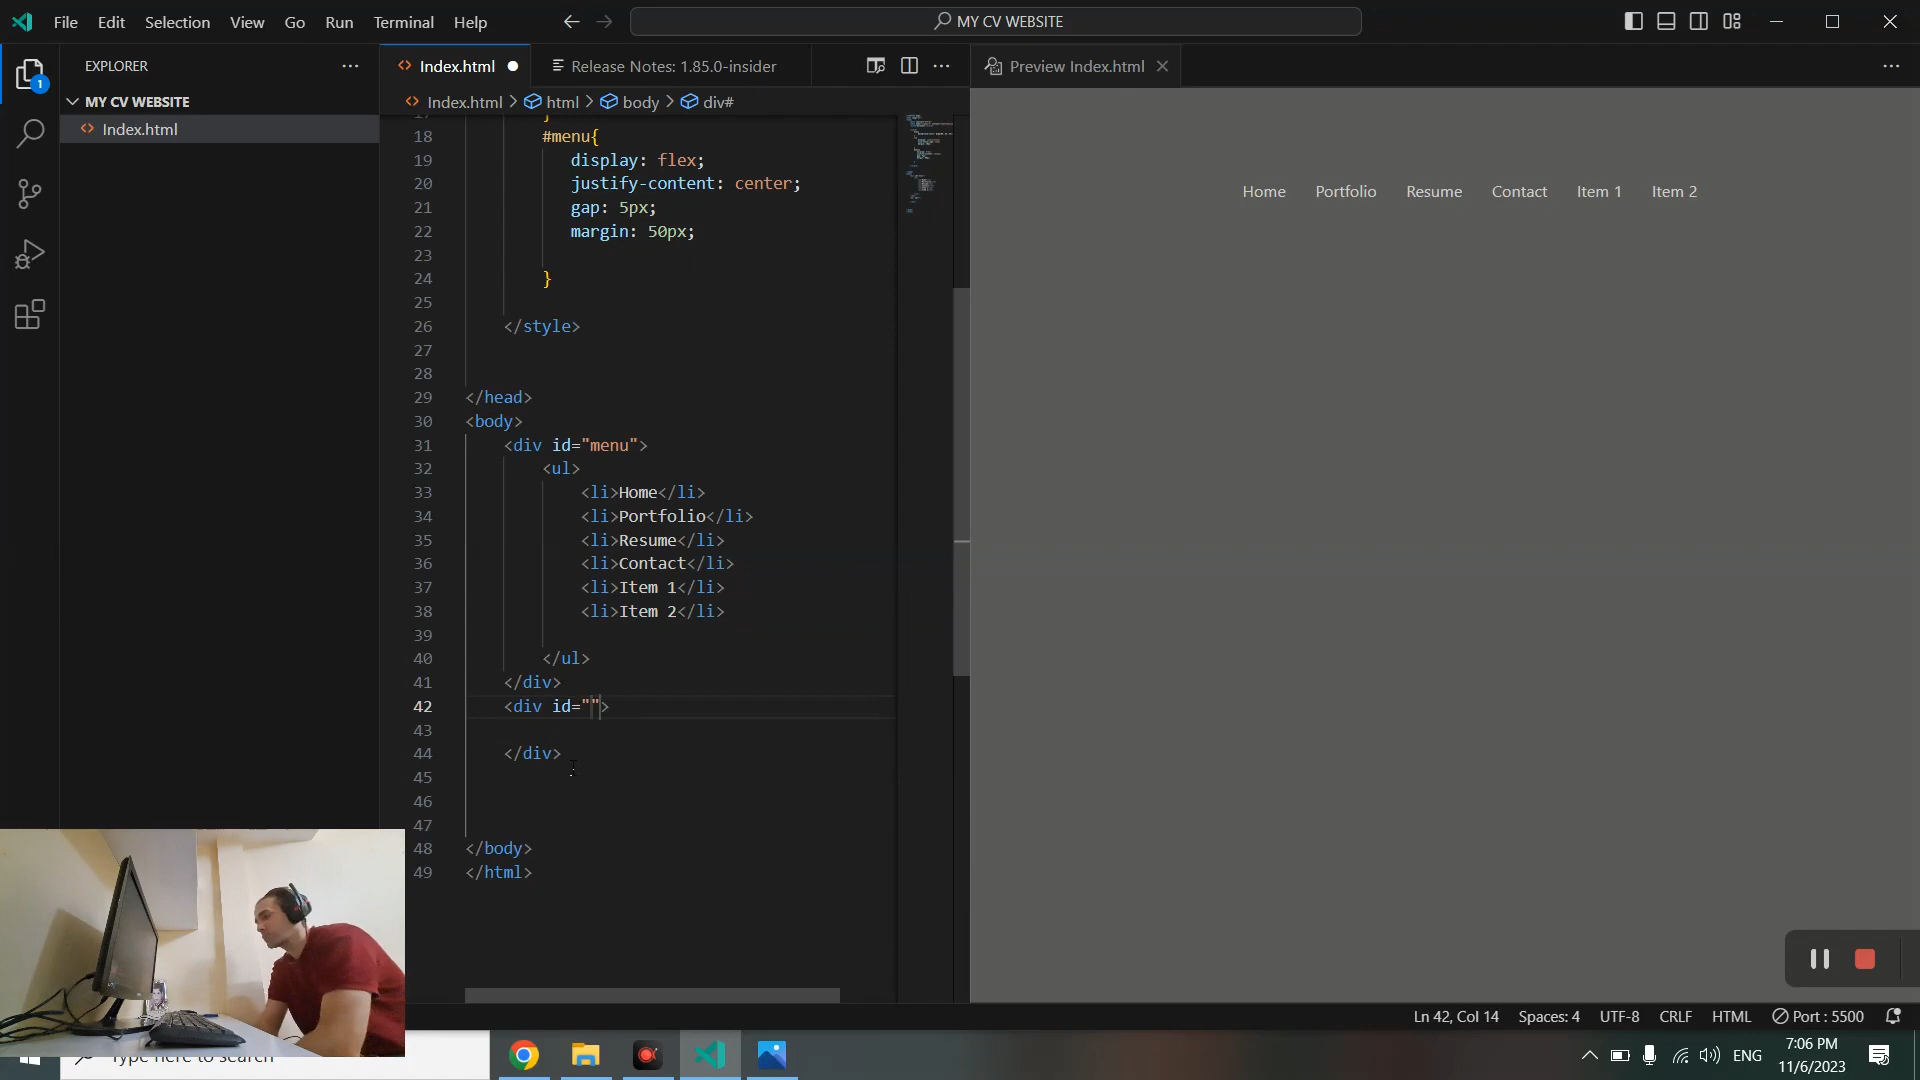 File Edit Selection View Go Run Terminal Help
MY CV WEBSITE
EXPLORER
MY CV WEBSITE
Index.html
1
Index.html
Release Notes: 1.85.0-insider
Index.html > html > body > div#
18 #menu{
19 display: flex;
20 justify-content: center;
21 gap: 5px;
22 margin: 50px;
23
24 }
25
26 </style>
27
28
29 </head>
30 <body>
31 <div id="menu">
32 <ul>
33 <li>Home</li>
34 <li>Portfolio</li>
35 <li>Resume</li>
36 <li>Contact</li>
37 <li>Item 1</li>
38 <li>Item 2</li>
39
40 </ul>
41 </div>
42 <div id="">
43
44 </div>
45
46
47
48 </body>
49 </html>
Preview Index.html
Home Portfolio Resume Contact Item 1 Item 2
Ln 42, Col 14 Spaces: 4 UTF-8 CRLF HTML Port : 5500
Type here to search
ENG
7:06 PM
11/6/2023